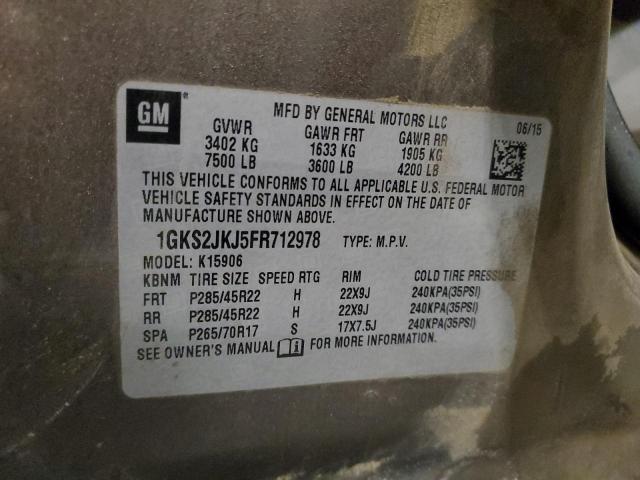 GM
MFD BY GENERAL MOTORS LLC
06/15
GVWR GAWR FRT GAWR RR
3402 KG 1633 KG 1905 KG
7500 LB 3600 LB 4200 LB
THIS VEHICLE CONFORMS TO ALL APPLICABLE U.S. FEDERAL MOTOR
VEHICLE SAFETY STANDARDS IN EFFECT ON THE DATE OF
MANUFACTURE SHOWN ABOVE.
1GKS2JKJ5FR712978 TYPE: M.P.V.
MODEL: K15906
KBNM TIRE SIZE SPEED RTG RIM COLD TIRE PRESSURE
FRT P285/45R22 H 22X9J 240KPA(35PSI)
RR P285/45R22 H 22X9J 240KPA(35PSI)
SPA P265/70R17 S 17X7.5J 240KPA(35PSI)
SEE OWNER'S MANUAL FOR MORE INFORMATION.